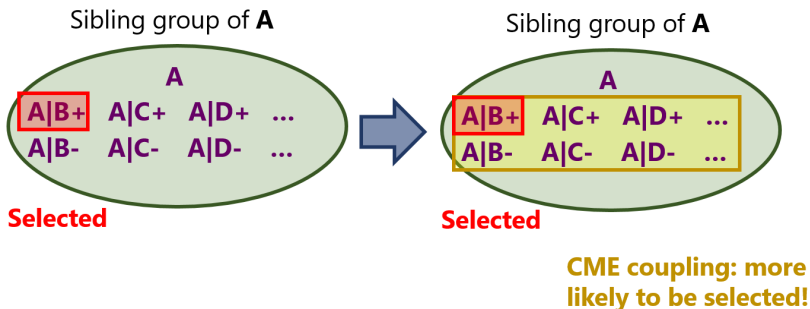 Sibling group of A
A
A|B+ A|C+ A|D+ ...
A|B- A|C- A|D- ...
Selected
Sibling group of A
A
A|B+ A|C+ A|D+ ...
A|B- A|C- A|D- ...
Selected
CME coupling: more
likely to be selected!